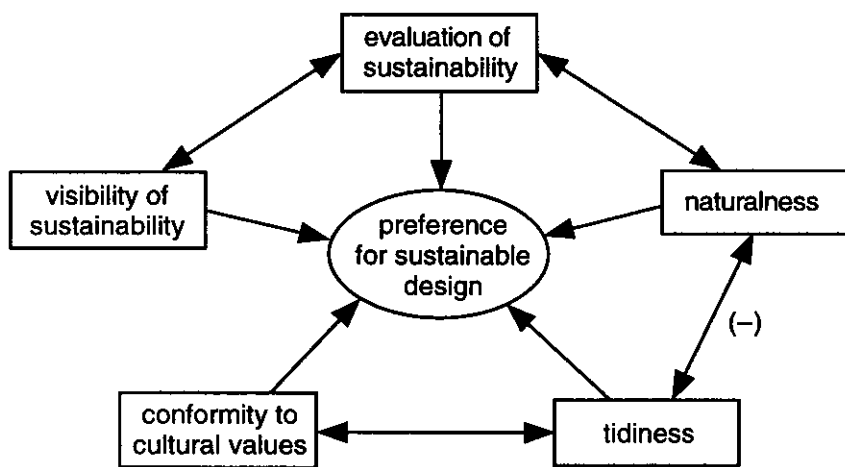 evaluation of
sustainability
visibility of
sustainability
naturalness
preference
for sustainable
design
(–)
conformity to
cultural values
tidiness